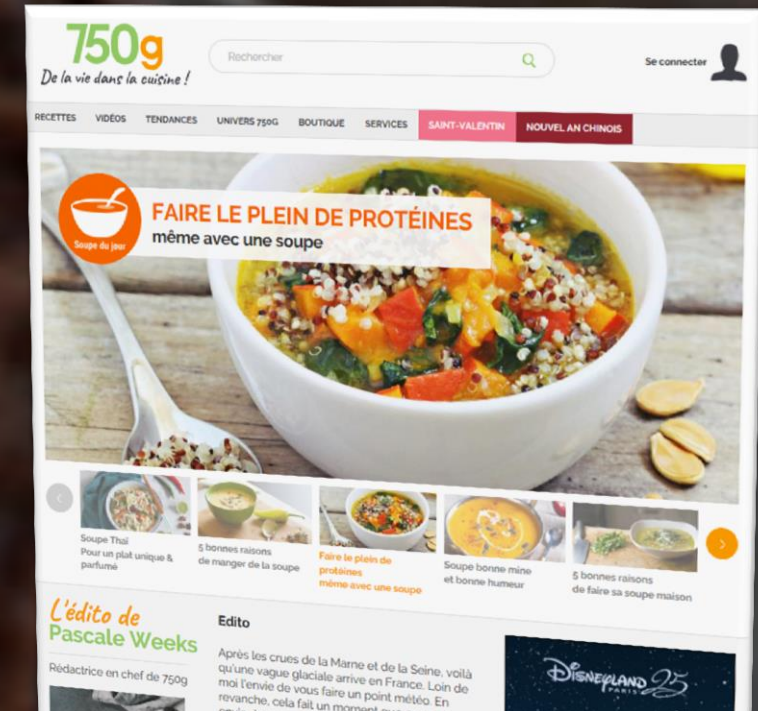 750g
De la vie dans la cuisine !
Rechercher
Se connecter
RECETTES VIDÉOS TENDANCES UNIVERS 750G BOUTIQUE SERVICES SAINT-VALENTIN NOUVEL AN CHINOIS
Soupe du jour
FAIRE LE PLEIN DE PROTÉINES
même avec une soupe
Soupe Thaï
Pour un plat unique &
parfumé
5 bonnes raisons
de manger de la soupe
Faire le plein de
protéines
même avec une soupe
Soupe bonne mine
et bonne humeur
5 bonnes raisons
de faire sa soupe maison
L'édito de
Pascale Weeks
Rédactrice en chef de 750g
Edito
Après les crues de la Marne et de la Seine, voilà
qu'une vague glaciale arrive en France. Loin de
moi l'envie de vous faire un point météo. En
revanche, cela fait un moment
DISNEYLAND 25
PARIS